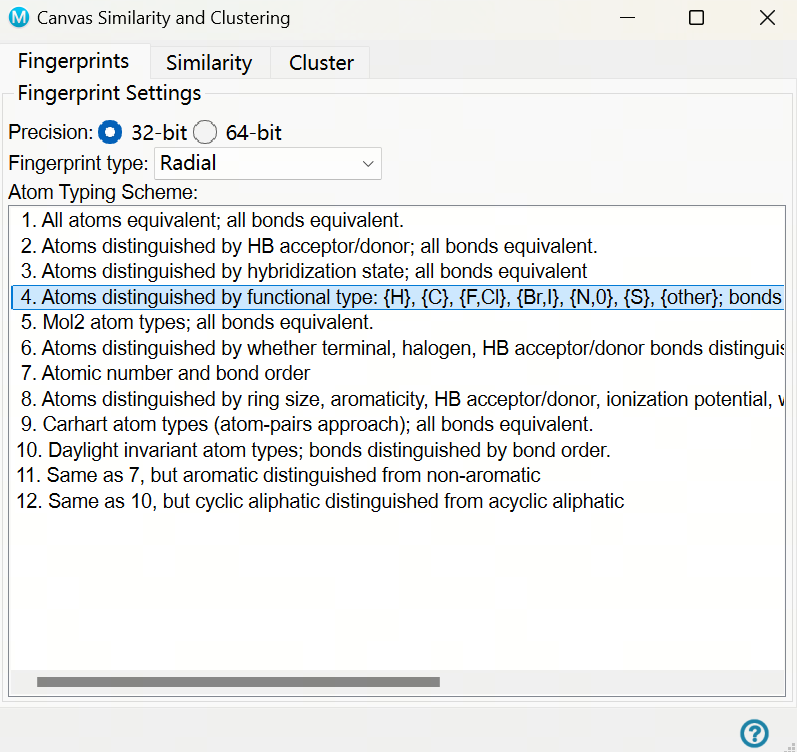 M Canvas Similarity and Clustering
Fingerprints Similarity Cluster
Fingerprint Settings
Precision: 32-bit 64-bit
Fingerprint type: Radial
Atom Typing Scheme:
1. All atoms equivalent; all bonds equivalent.
2. Atoms distinguished by HB acceptor/donor; all bonds equivalent.
3. Atoms distinguished by hybridization state; all bonds equivalent
4. Atoms distinguished by functional type: {H}, {C}, {F,Cl}, {Br,I}, {N,0}, {S}, {other}; bonds
5. Mol2 atom types; all bonds equivalent.
6. Atoms distinguished by whether terminal, halogen, HB acceptor/donor bonds distinguis
7. Atomic number and bond order
8. Atoms distinguished by ring size, aromaticity, HB acceptor/donor, ionization potential, w
9. Carhart atom types (atom-pairs approach); all bonds equivalent.
10. Daylight invariant atom types; bonds distinguished by bond order.
11. Same as 7, but aromatic distinguished from non-aromatic
12. Same as 10, but cyclic aliphatic distinguished from acyclic aliphatic
?